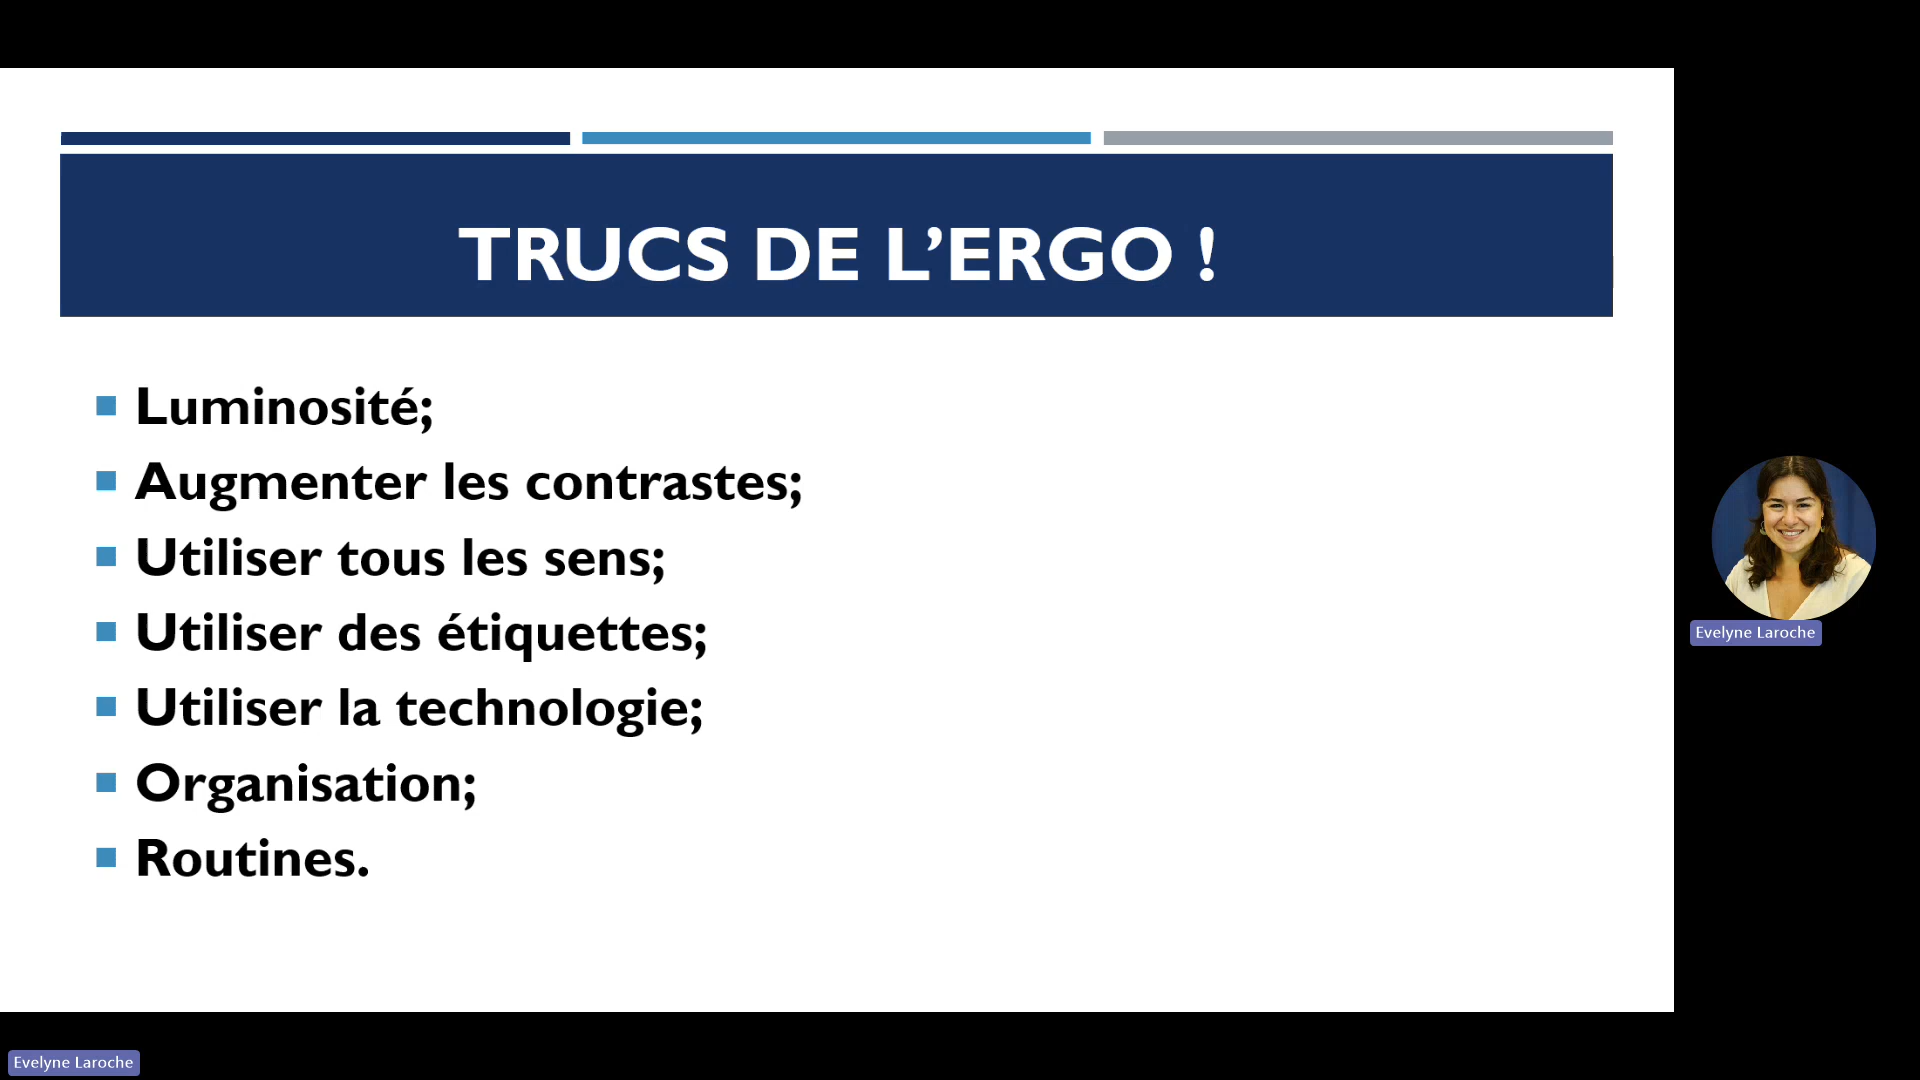 TRUCS DE L’ERGO !
Luminosité;
Augmenter les contrastes;
Utiliser tous les sens;
Utiliser des étiquettes;
Utiliser la technologie;
Organisation;
Routines.
Evelyne Laroche
Evelyne Laroche